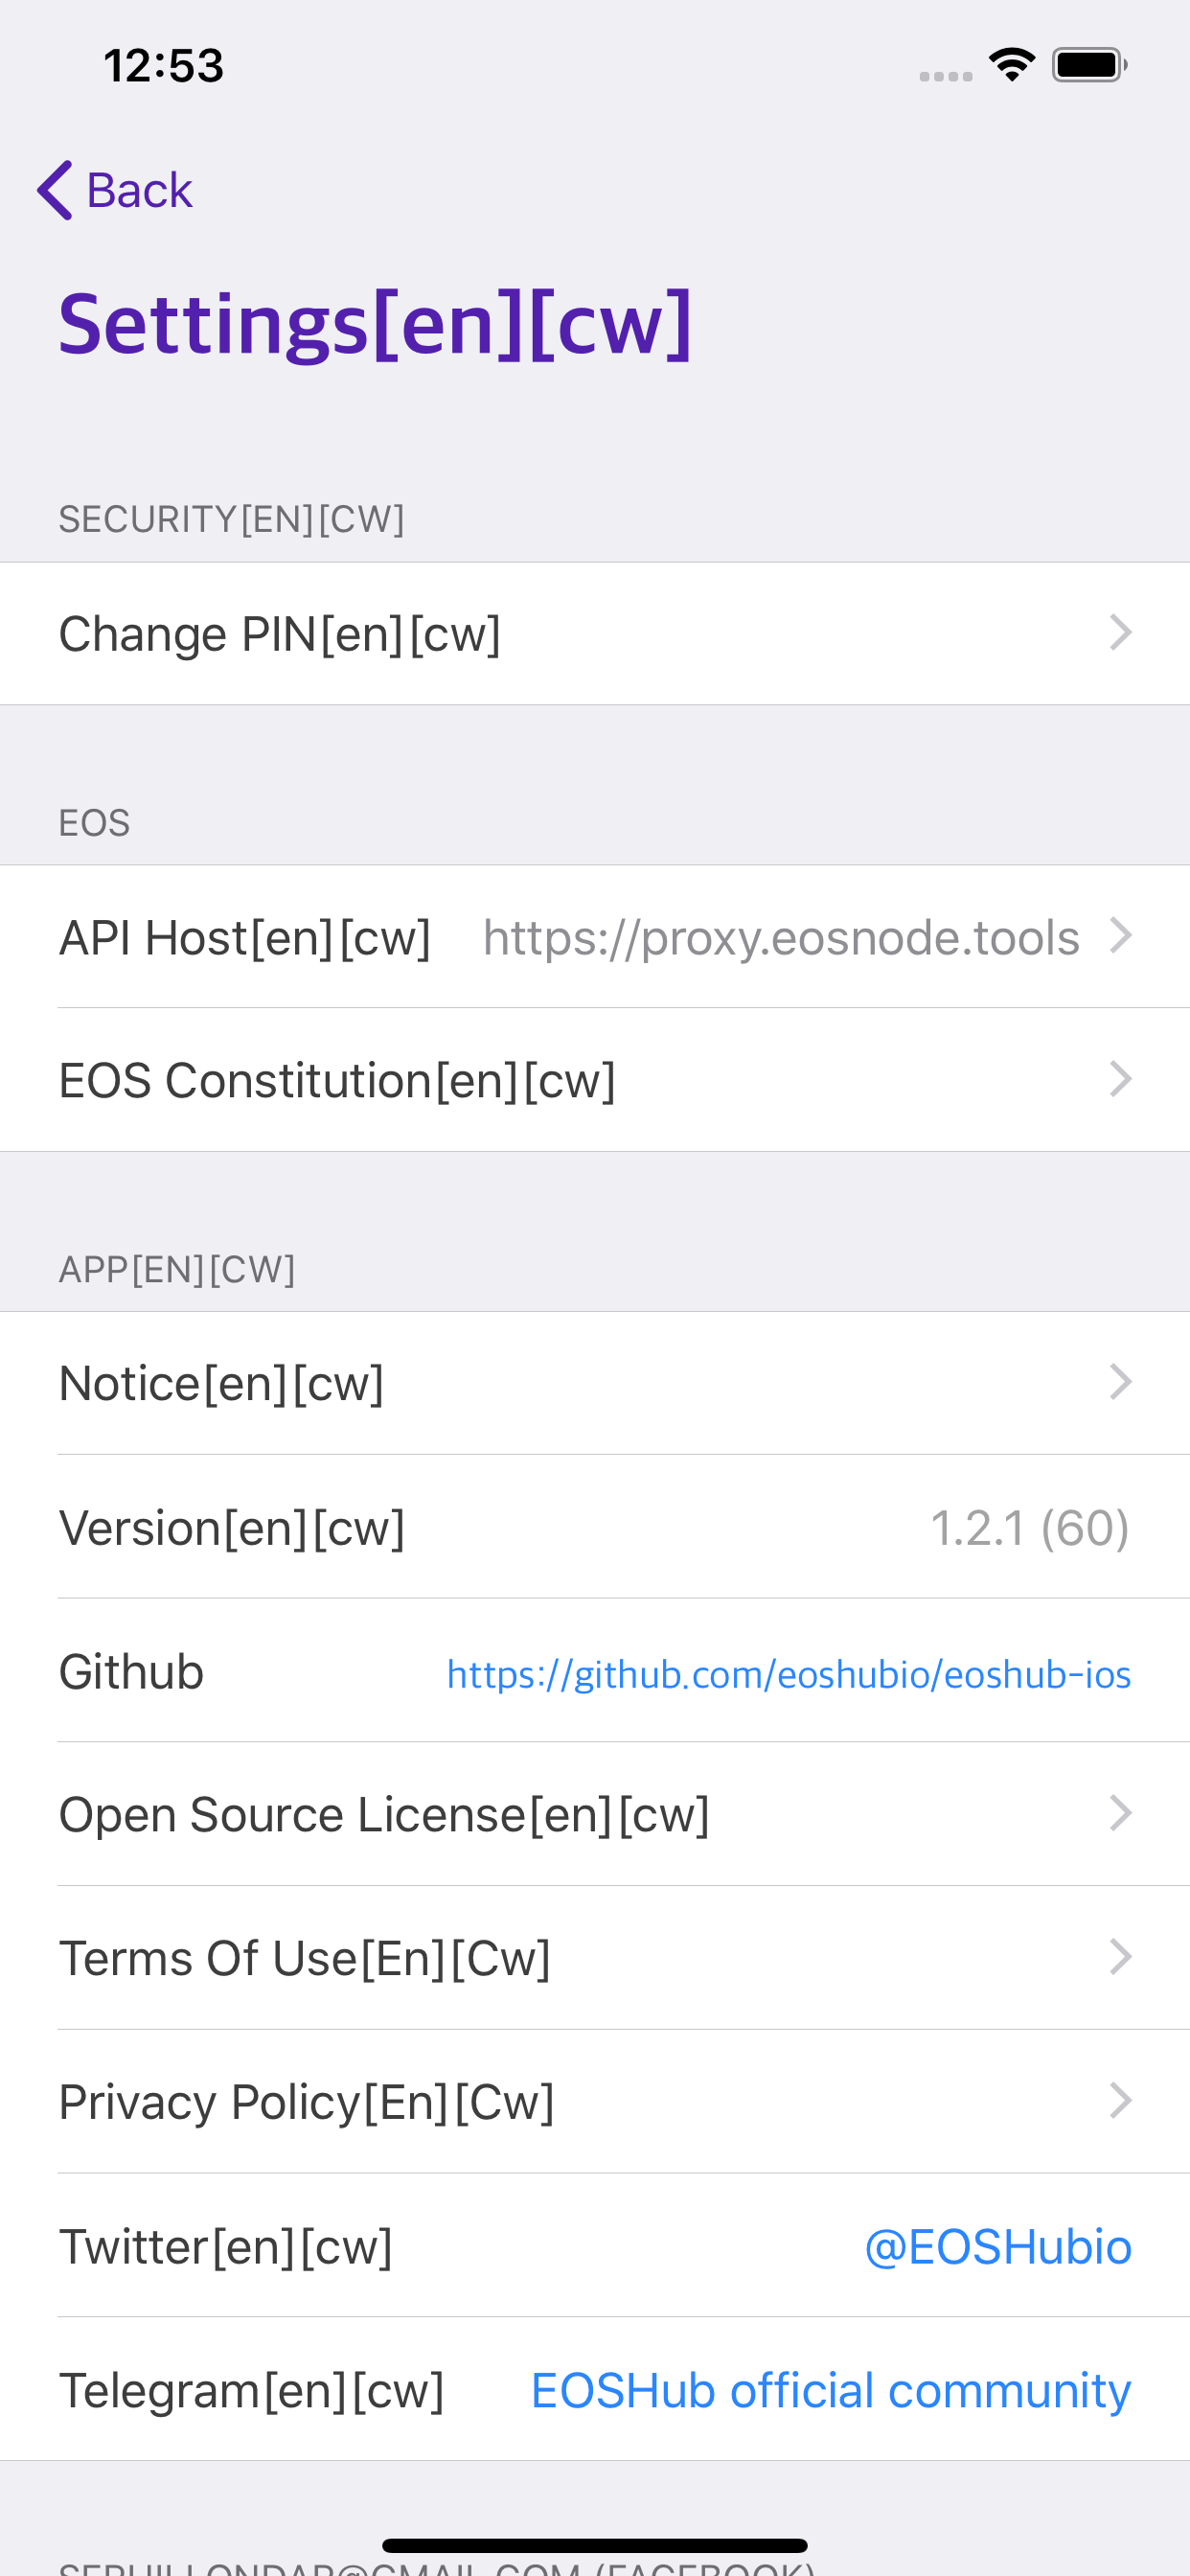 12:53
Back
Settings[en][cw]
SECURITY[EN][CW]
Change PIN[en][cw]
EOS
API Host[en][cw] https://proxy.eosnode.tools
EOS Constitution[en][cw]
APP[EN][CW]
Notice[en][cw]
Version[en][cw] 1.2.1 (60)
Github https://github.com/eoshubio/eoshub-ios
Open Source License[en][cw]
Terms Of Use[En][Cw]
Privacy Policy[En][Cw]
Twitter[en][cw] @EOSHubio
Telegram[en][cw] EOSHub official community
(FACEBOOK)